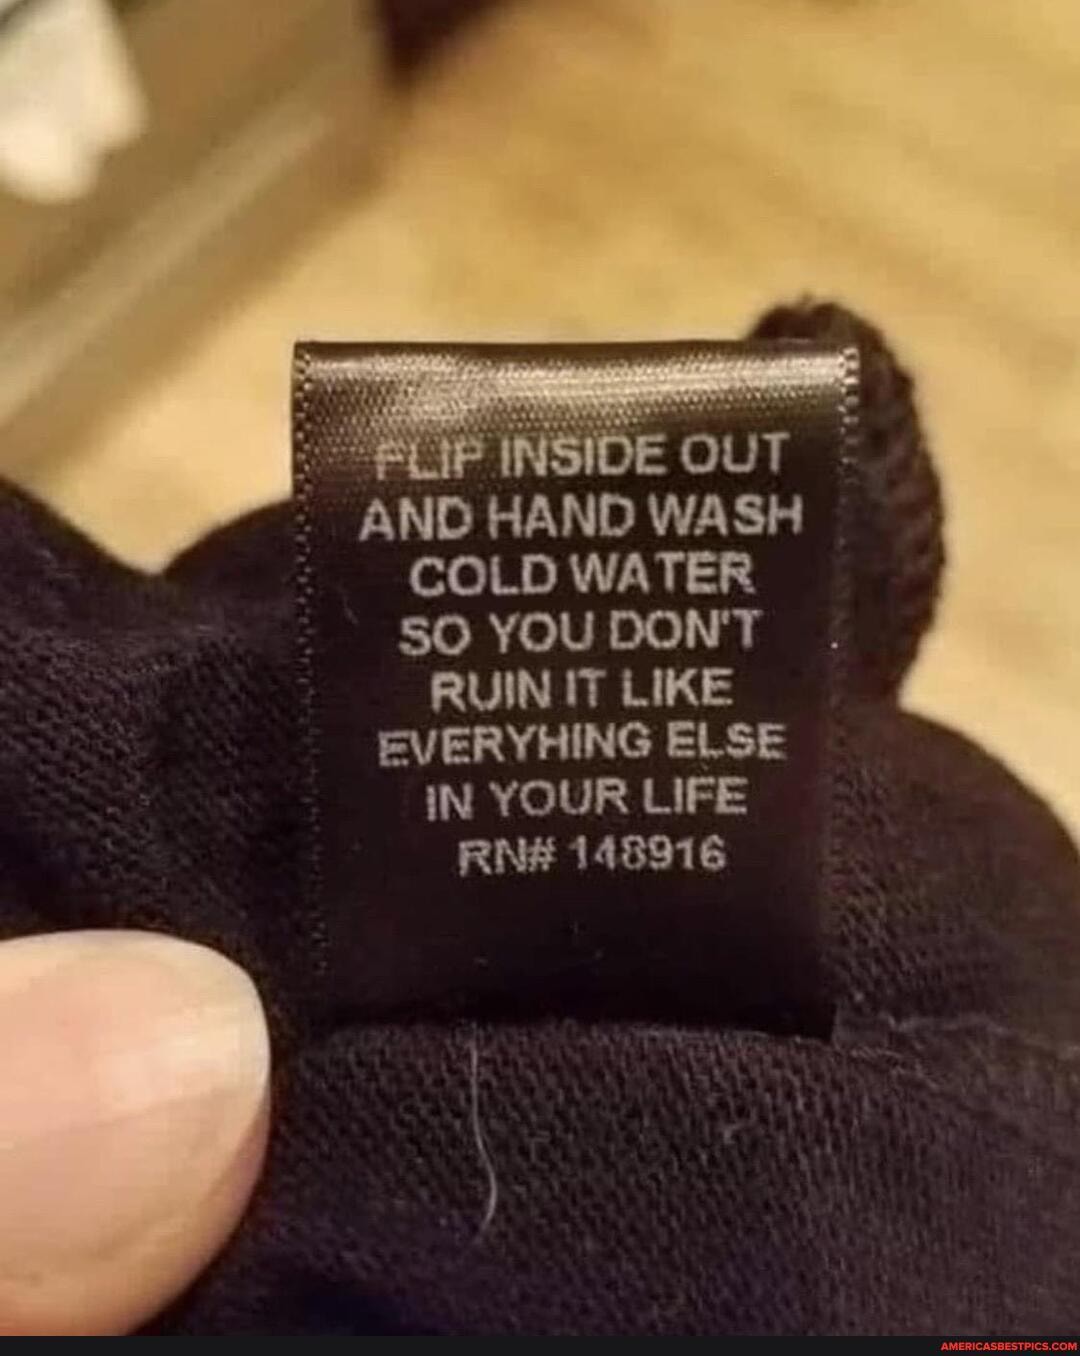 FLIP INSIDE OUT
AND HAND WASH
COLD WATER
SO YOU DON'T
RUIN IT LIKE
EVERYHING ELSE
IN YOUR LIFE
RN# 148916
AMERICASBESTPICS.COM